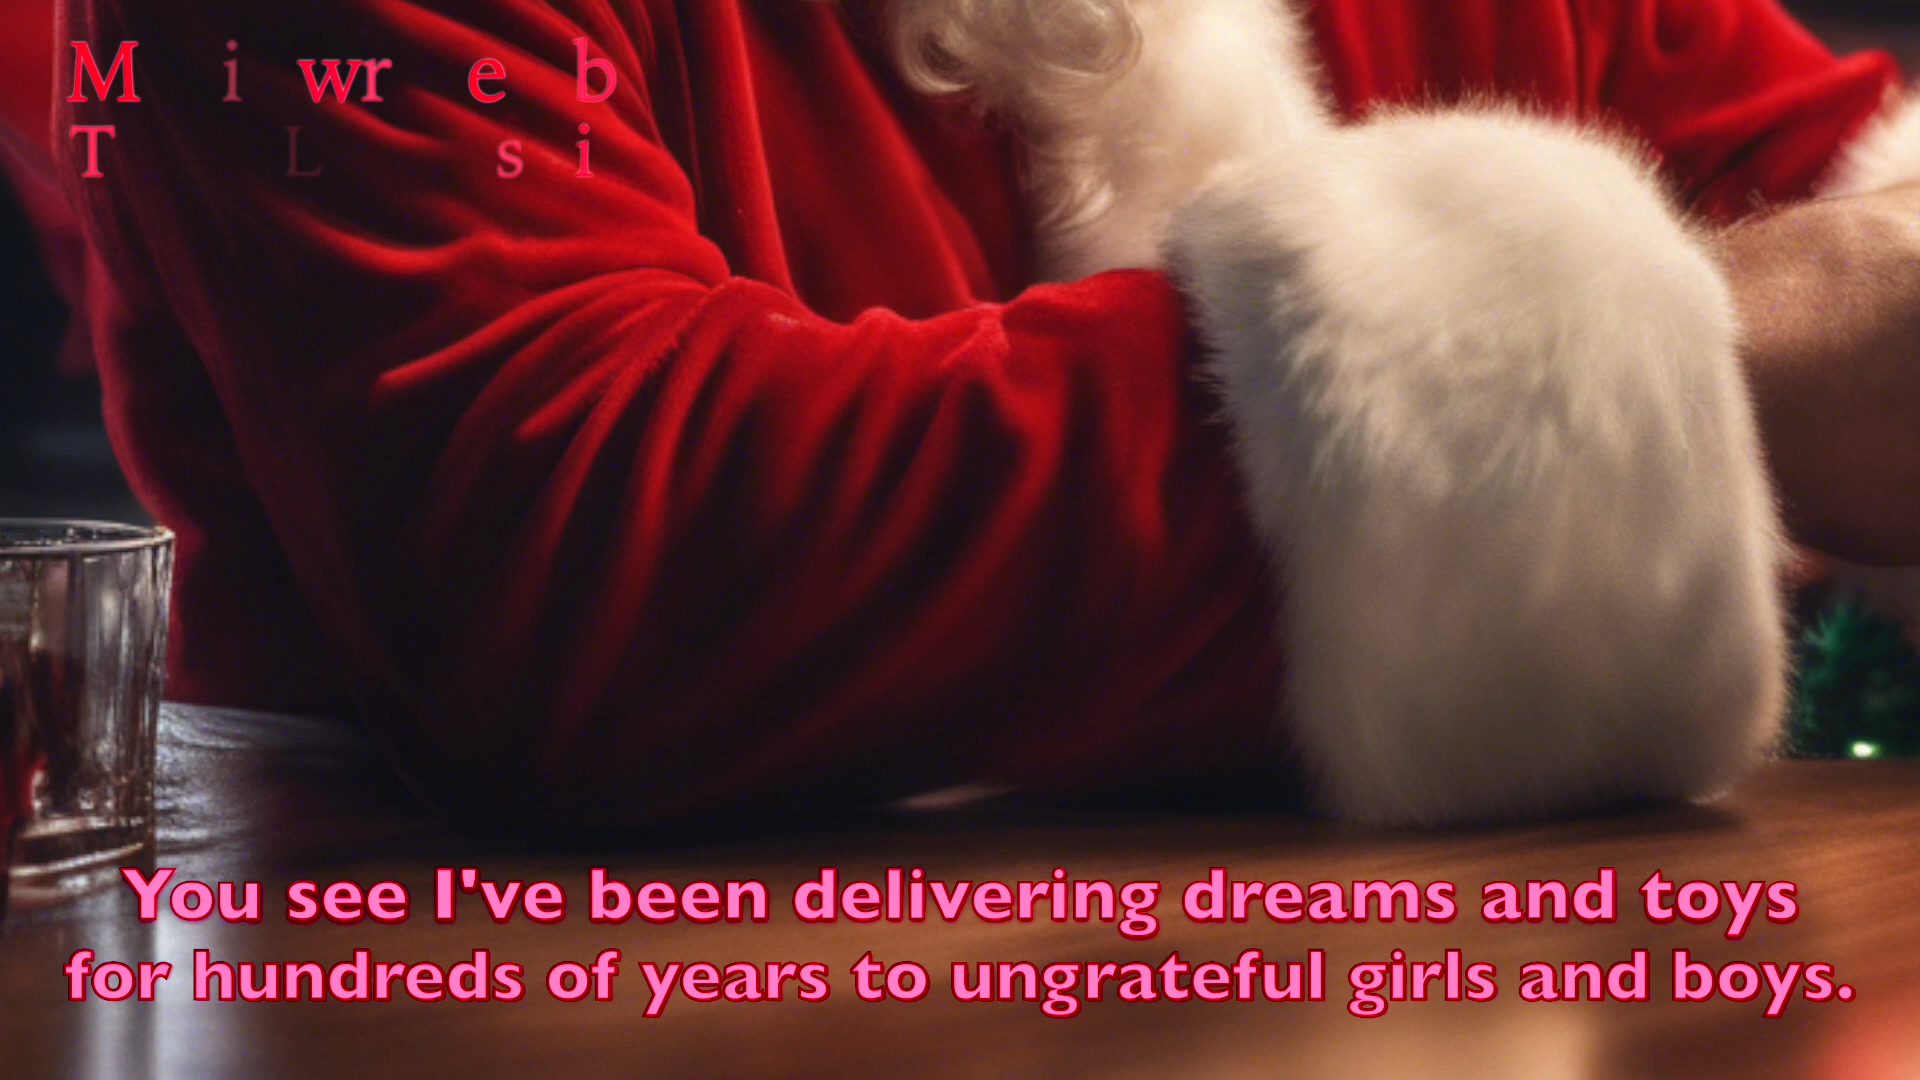 You see I've been delivering dreams and toys
for hundreds of years to ungrateful girls and boys.